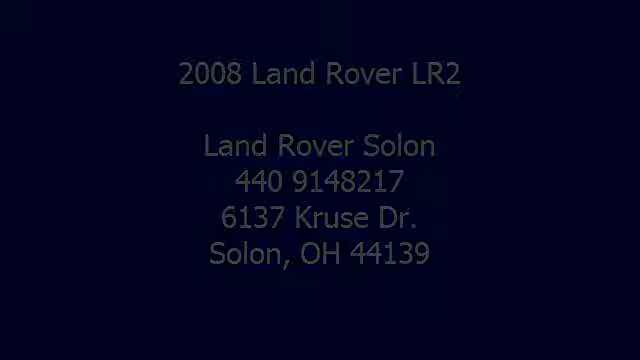 2008 Land Rover LR2
Land Rover Solon
440 9148217
6137 Kruse Dr.
Solon, OH 44139